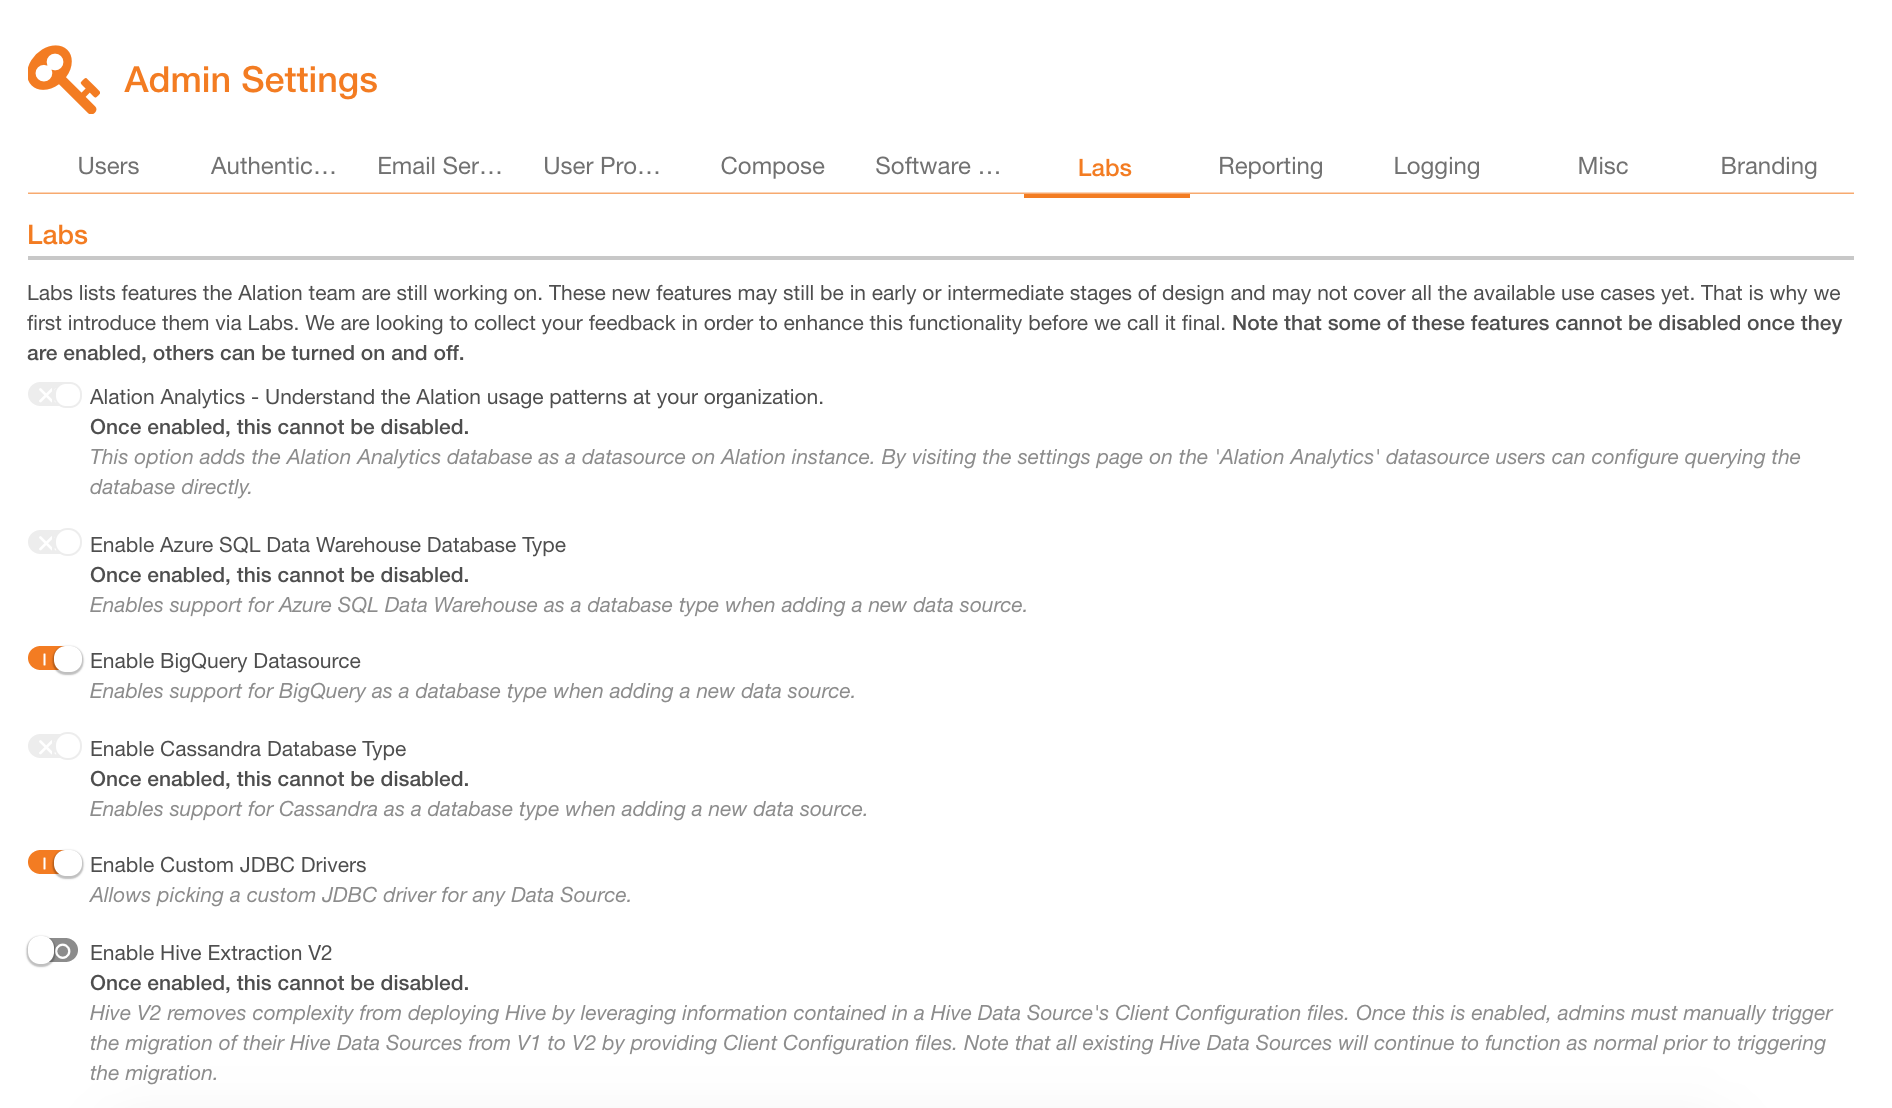 Admin Settings
Users Authentic... Email Ser... User Pro... Compose Software ... Labs Reporting Logging Misc Branding
Labs
Labs lists features the Alation team are still working on. These new features may still be in early or intermediate stages of design and may not cover all the available use cases yet. That is why we
first introduce them via Labs. We are looking to collect your feedback in order to enhance this functionality before we call it final. Note that some of these features cannot be disabled once they
are enabled, others can be turned on and off.
Alation Analytics - Understand the Alation usage patterns at your organization.
Once enabled, this cannot be disabled.
This option adds the Alation Analytics database as a datasource on Alation instance. By visiting the settings page on the 'Alation Analytics' datasource users can configure querying the
database directly.
Enable Azure SQL Data Warehouse Database Type
Once enabled, this cannot be disabled.
Enables support for Azure SQL Data Warehouse as a database type when adding a new data source.
Enable BigQuery Datasource
Enables support for BigQuery as a database type when adding a new data source.
Enable Cassandra Database Type
Once enabled, this cannot be disabled.
Enables support for Cassandra as a database type when adding a new data source.
Enable Custom JDBC Drivers
Allows picking a custom JDBC driver for any Data Source.
Enable Hive Extraction V2
Once enabled, this cannot be disabled.
Hive V2 removes complexity from deploying Hive by leveraging information contained in a Hive Data Source's Client Configuration files. Once this is enabled, admins must manually trigger
the migration of their Hive Data Sources from V1 to V2 by providing Client Configuration files. Note that all existing Hive Data Sources will continue to function as normal prior to triggering
the migration.